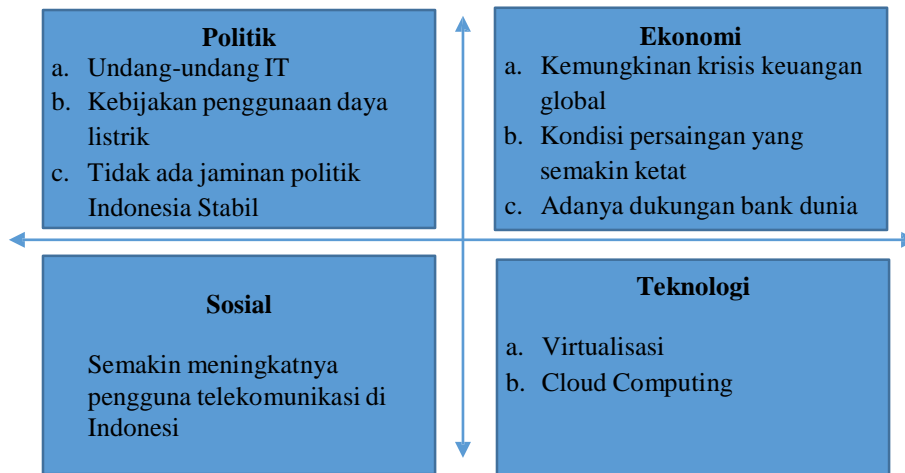 Politik
a. Undang-undang IT
b. Kebijakan penggunaan daya
listrik
c. Tidak ada jaminan politik
Indonesia Stabil
Ekonomi
a. Kemungkinan krisis keuangan
global
b. Kondisi persaingan yang
semakin ketat
c. Adanya dukungan bank dunia
Sosial
Semakin meningkatnya
pengguna telekomunikasi di
Indonesi
Teknologi
a. Virtualisasi
b. Cloud Computing